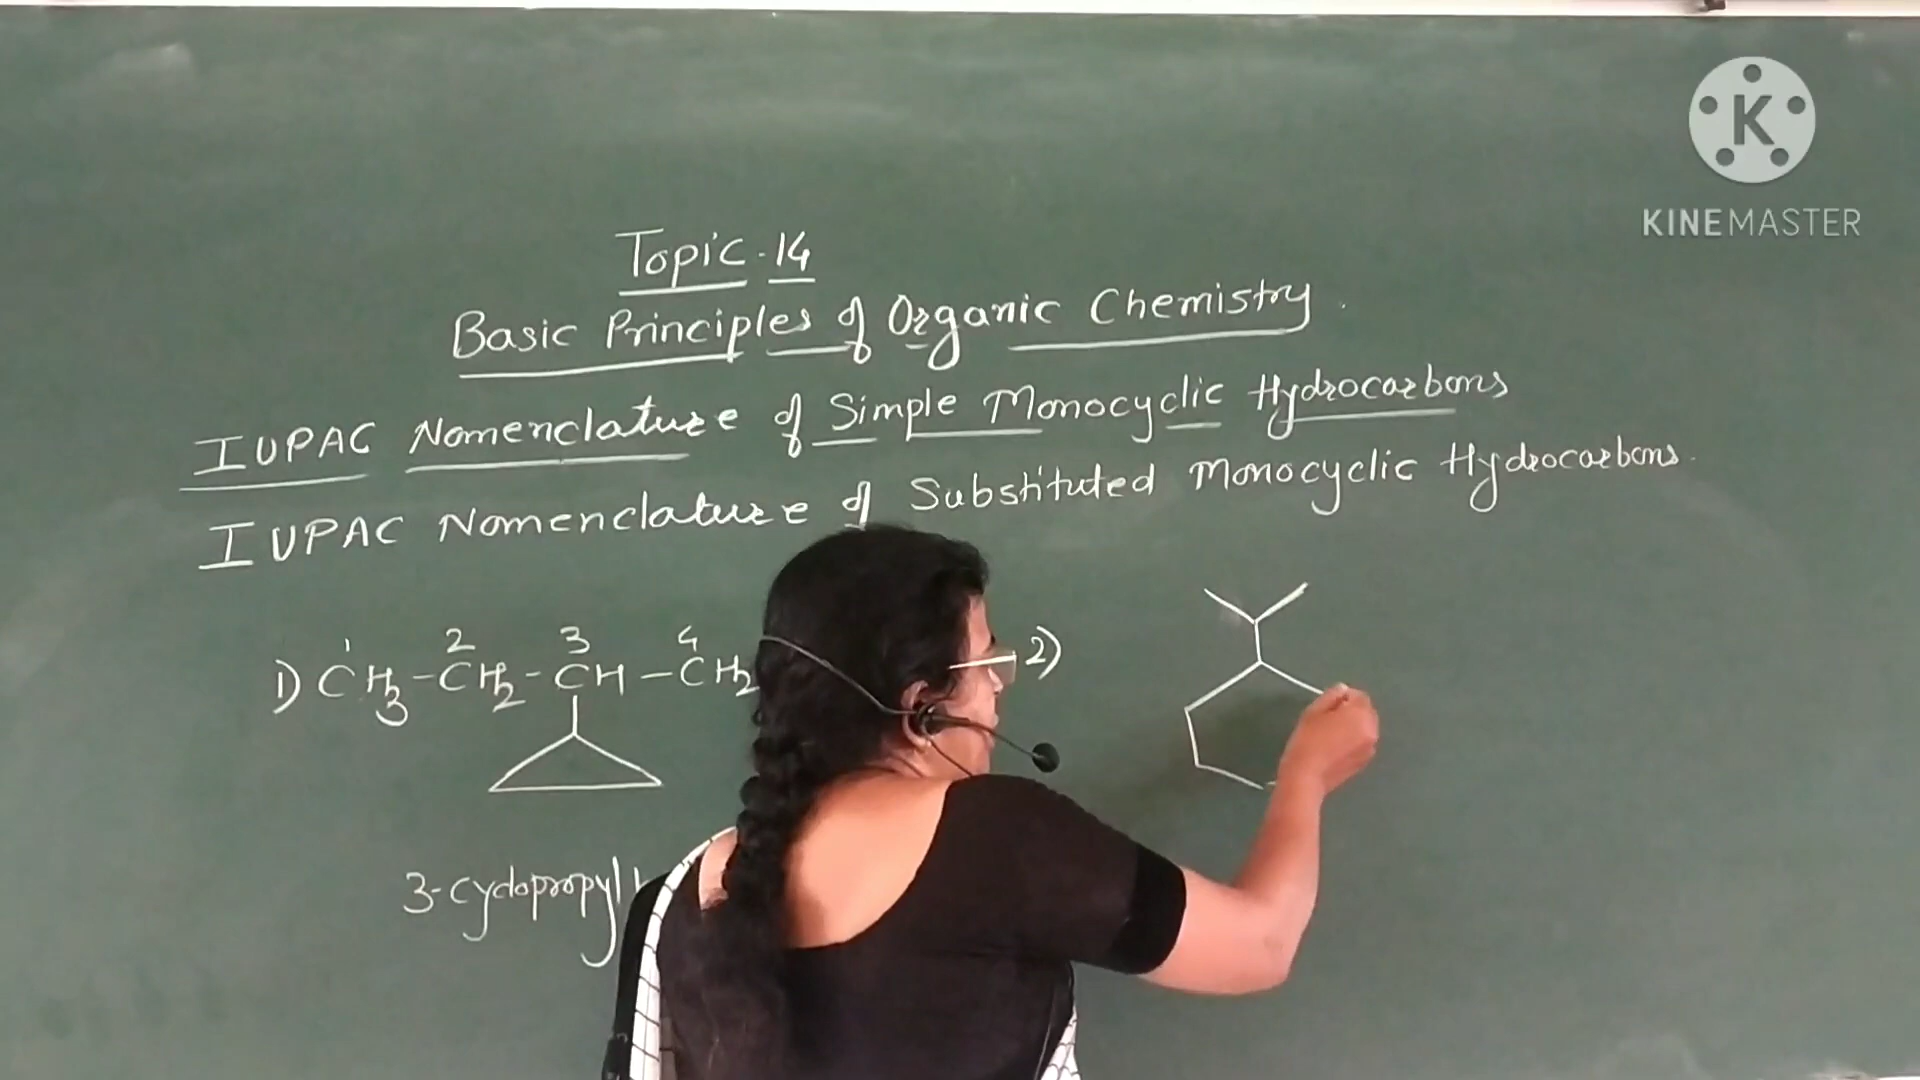 Topic-14
Basic Principles of Organic Chemistry.
IUPAC Nomenclature of Simple Monocyclic Hydrocarbons
IUPAC Nomenclature of Substituted Monocyclic Hydrocarbons.
1 2 3 4
1) CH3-CH2-CH-CH2
2)
3-cyclopropyl
K
KINEMASTER